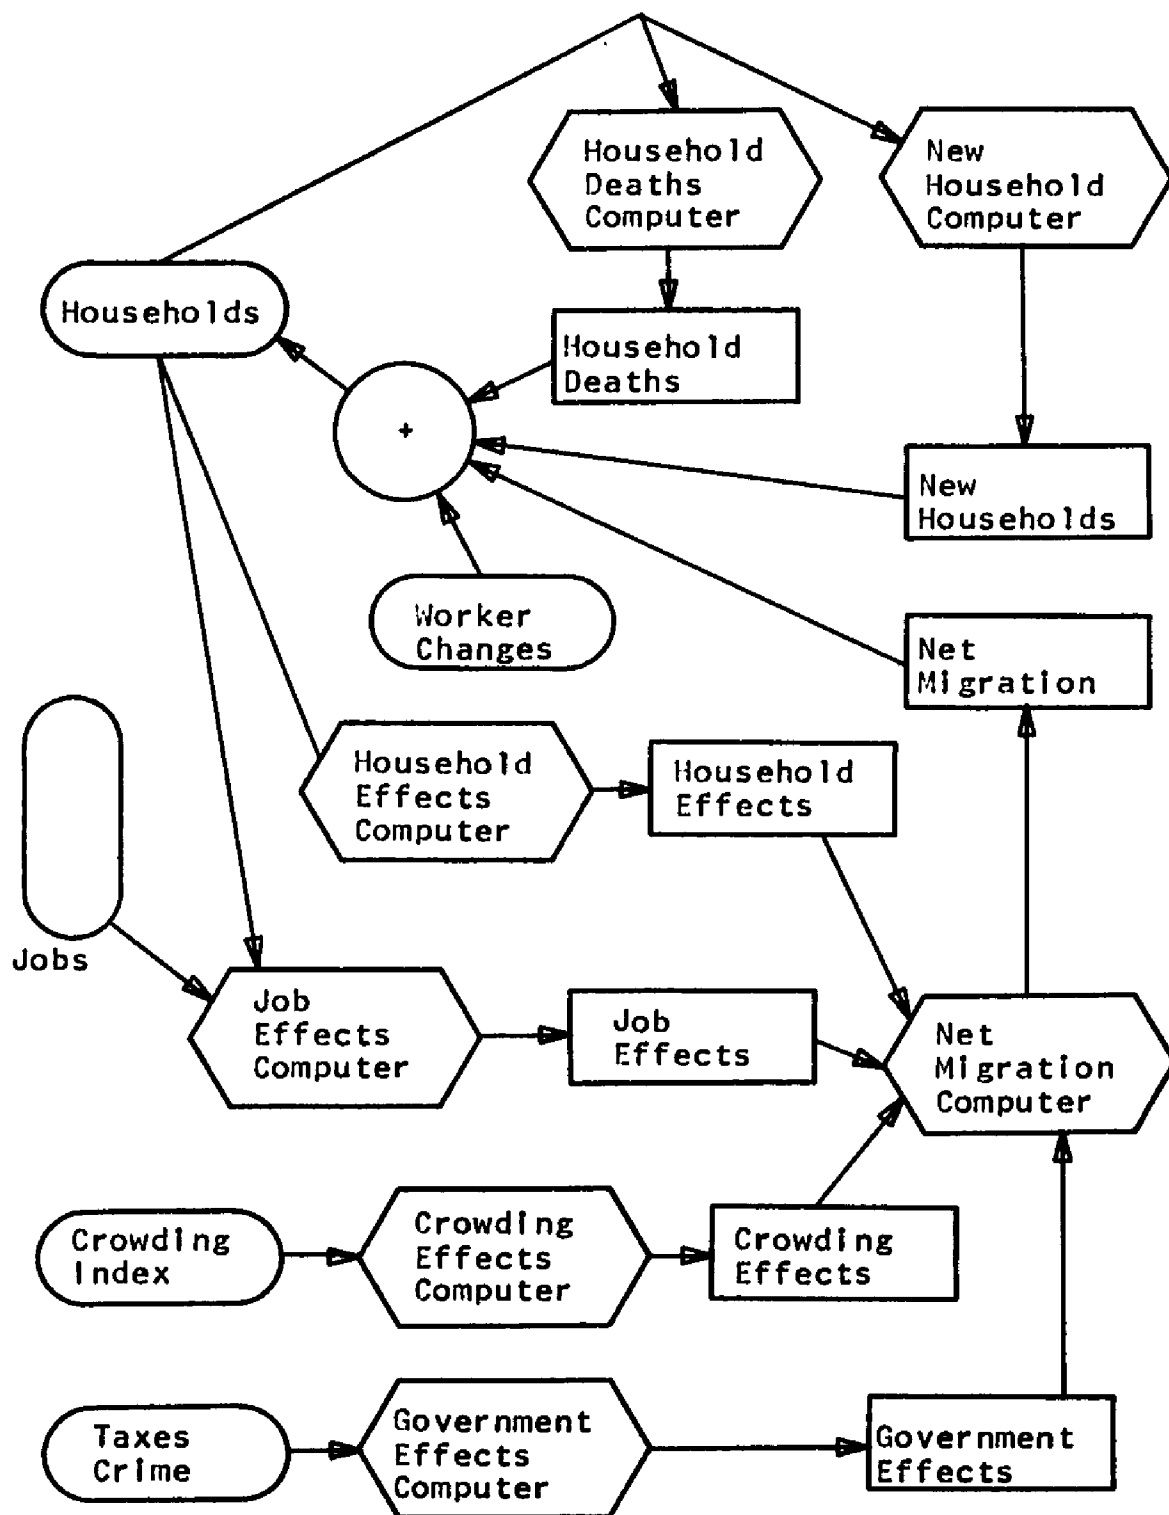 Household
Deaths
Computer
New
Household
Computer
Households
Household
Deaths
+
New
Households
Worker
Changes
Net
Migration
Household
Effects
Computer
Household
Effects
Jobs
Job
Effects
Computer
Job
Effects
Net
Migration
Computer
Crowding
Index
Crowding
Effects
Computer
Crowding
Effects
Taxes
Crime
Government
Effects
Computer
Government
Effects